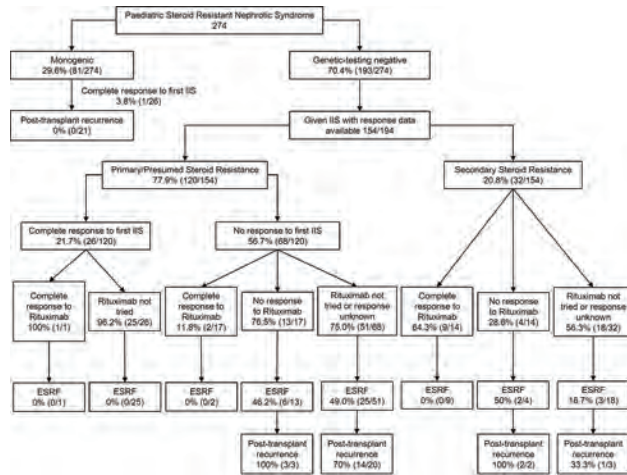 Paediatric Steroid Resistant Nephrotic Syndrome
274
Monogenic
29.6% (81/274)
Genetic-testing negative
70.4% (193/274)
Complete response to first IIS
3.8% (1/26)
Post-transplant recurrence
0% (0/21)
Given IIS with response data
available 154/194
Primary/Presumed Steroid Resistance
77.9% (120/154)
Secondary Steroid Resistance
20.8% (32/154)
Complete response to first IIS
21.7% (26/120)
No response to first IIS
56.7% (68/120)
Complete
response to
Rituximab
100% (1/1)
Rituximab not
tried
96.2% (25/26)
Complete
response to
Rituximab
11.8% (2/17)
No response
to Rituximab
76.5% (13/17)
Rituximab not
tried or response
unknown
75.0% (51/68)
Complete
response to
Rituximab
64.3% (9/14)
No response
to Rituximab
28.6% (4/14)
Rituximab not
tried or response
unknown
56.3% (18/32)
ESRF
0% (0/1)
ESRF
0% (0/25)
ESRF
0% (0/2)
ESRF
46.2% (6/13)
ESRF
49.0% (25/51)
ESRF
0% (0/9)
ESRF
50% (2/4)
ESRF
16.7% (3/18)
Post-transplant
recurrence
100% (3/3)
Post-transplant
recurrence
70% (14/20)
Post-transplant
recurrence
100% (2/2)
Post-transplant
recurrence
33.3% (1/3)